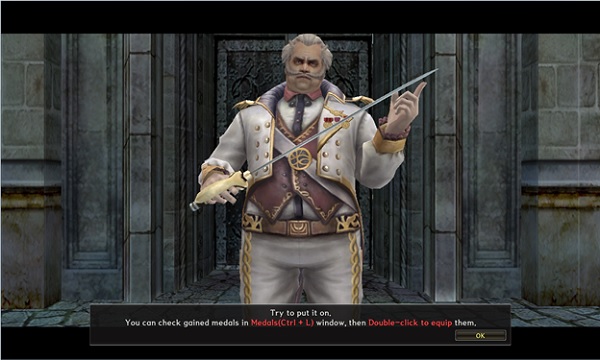 Try to put it on.
You can check gained medals in Medals(Ctrl + L) window, then Double-click to equip them.
OK